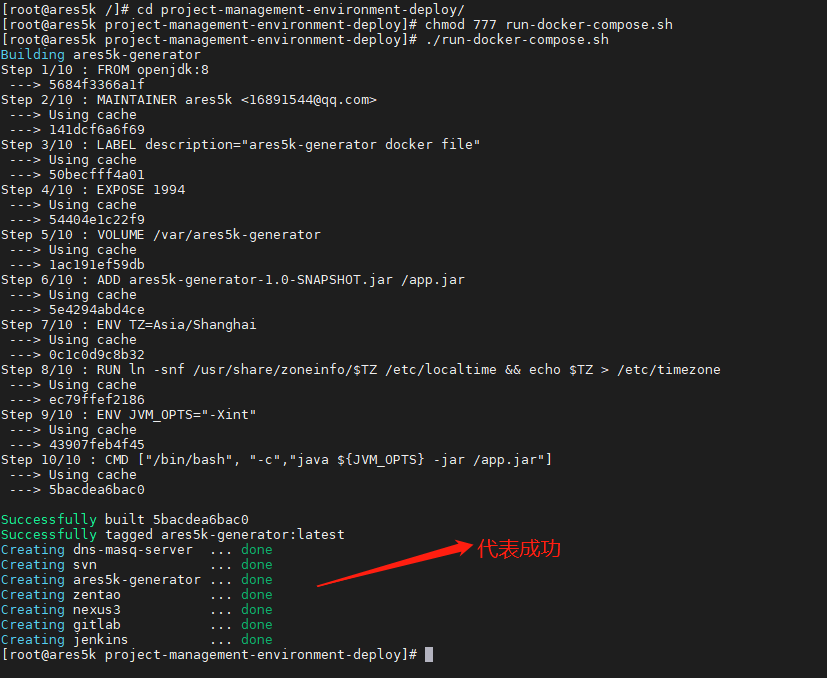 [root@ares5k /]# cd project-management-environment-deploy/
[root@ares5k project-management-environment-deploy]# chmod 777 run-docker-compose.sh
[root@ares5k project-management-environment-deploy]# ./run-docker-compose.sh
Building ares5k-generator
Step 1/10 : FROM openjdk:8
 ---> 5684f3366a1f
Step 2/10 : MAINTAINER ares5k <16891544@qq.com>
 ---> Using cache
 ---> 141dcf6a6f69
Step 3/10 : LABEL description="ares5k-generator docker file"
 ---> Using cache
 ---> 50becfff4a01
Step 4/10 : EXPOSE 1994
 ---> Using cache
 ---> 54404e1c22f9
Step 5/10 : VOLUME /var/ares5k-generator
 ---> Using cache
 ---> 1ac191ef59db
Step 6/10 : ADD ares5k-generator-1.0-SNAPSHOT.jar /app.jar
 ---> Using cache
 ---> 5e4294abd4ce
Step 7/10 : ENV TZ=Asia/Shanghai
 ---> Using cache
 ---> 0c1c0d9c8b32
Step 8/10 : RUN ln -snf /usr/share/zoneinfo/$TZ /etc/localtime && echo $TZ > /etc/timezone
 ---> Using cache
 ---> ec79ffef2186
Step 9/10 : ENV JVM_OPTS="-Xint"
 ---> Using cache
 ---> 43907feb4f45
Step 10/10 : CMD ["/bin/bash", "-c","java ${JVM_OPTS} -jar /app.jar"]
 ---> Using cache
 ---> 5bacdea6bac0
Successfully built 5bacdea6bac0
Successfully tagged ares5k-generator:latest
Creating dns-masq-server  ... done
代表成功
Creating svn              ... done
Creating ares5k-generator ... done
Creating zentao           ... done
Creating nexus3           ... done
Creating gitlab           ... done
Creating jenkins          ... done
[root@ares5k project-management-environment-deploy]#